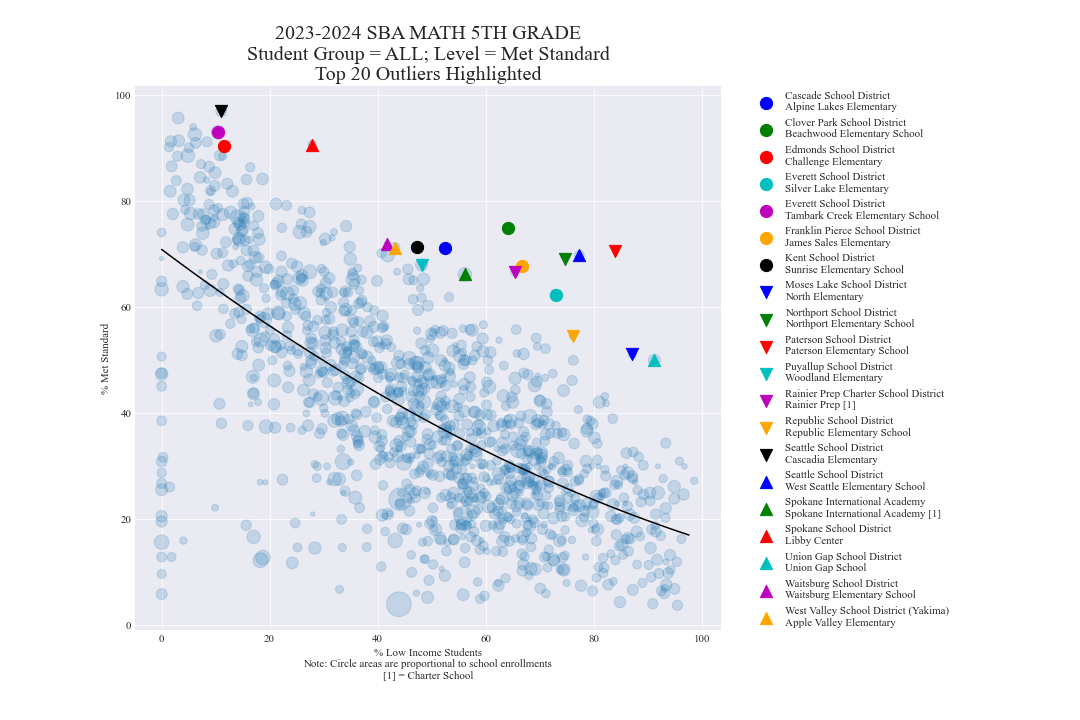 2023-2024 SBA MATH 5TH GRADE
Student Group = ALL; Level = Met Standard
Top 20 Outliers Highlighted
100
80
60
40
20
0
% Met Standard
0
20
40
60
80
100
% Low Income Students
Note: Circle areas are proportional to school enrollments
[1] = Charter School
Cascade School District
Alpine Lakes Elementary
Clover Park School District
Beachwood Elementary School
Edmonds School District
Challenge Elementary
Everett School District
Silver Lake Elementary
Everett School District
Tambark Creek Elementary School
Franklin Pierce School District
James Sales Elementary
Kent School District
Sunrise Elementary School
Moses Lake School District
North Elementary
Northport School District
Northport Elementary School
Paterson School District
Paterson Elementary School
Puyallup School District
Woodland Elementary
Rainier Prep Charter School District
Rainier Prep [1]
Republic School District
Republic Elementary School
Seattle School District
Cascadia Elementary
Seattle School District
West Seattle Elementary School
Spokane International Academy
Spokane International Academy [1]
Spokane School District
Libby Center
Union Gap School District
Union Gap School
Waitsburg School District
Waitsburg Elementary School
West Valley School District (Yakima)
Apple Valley Elementary